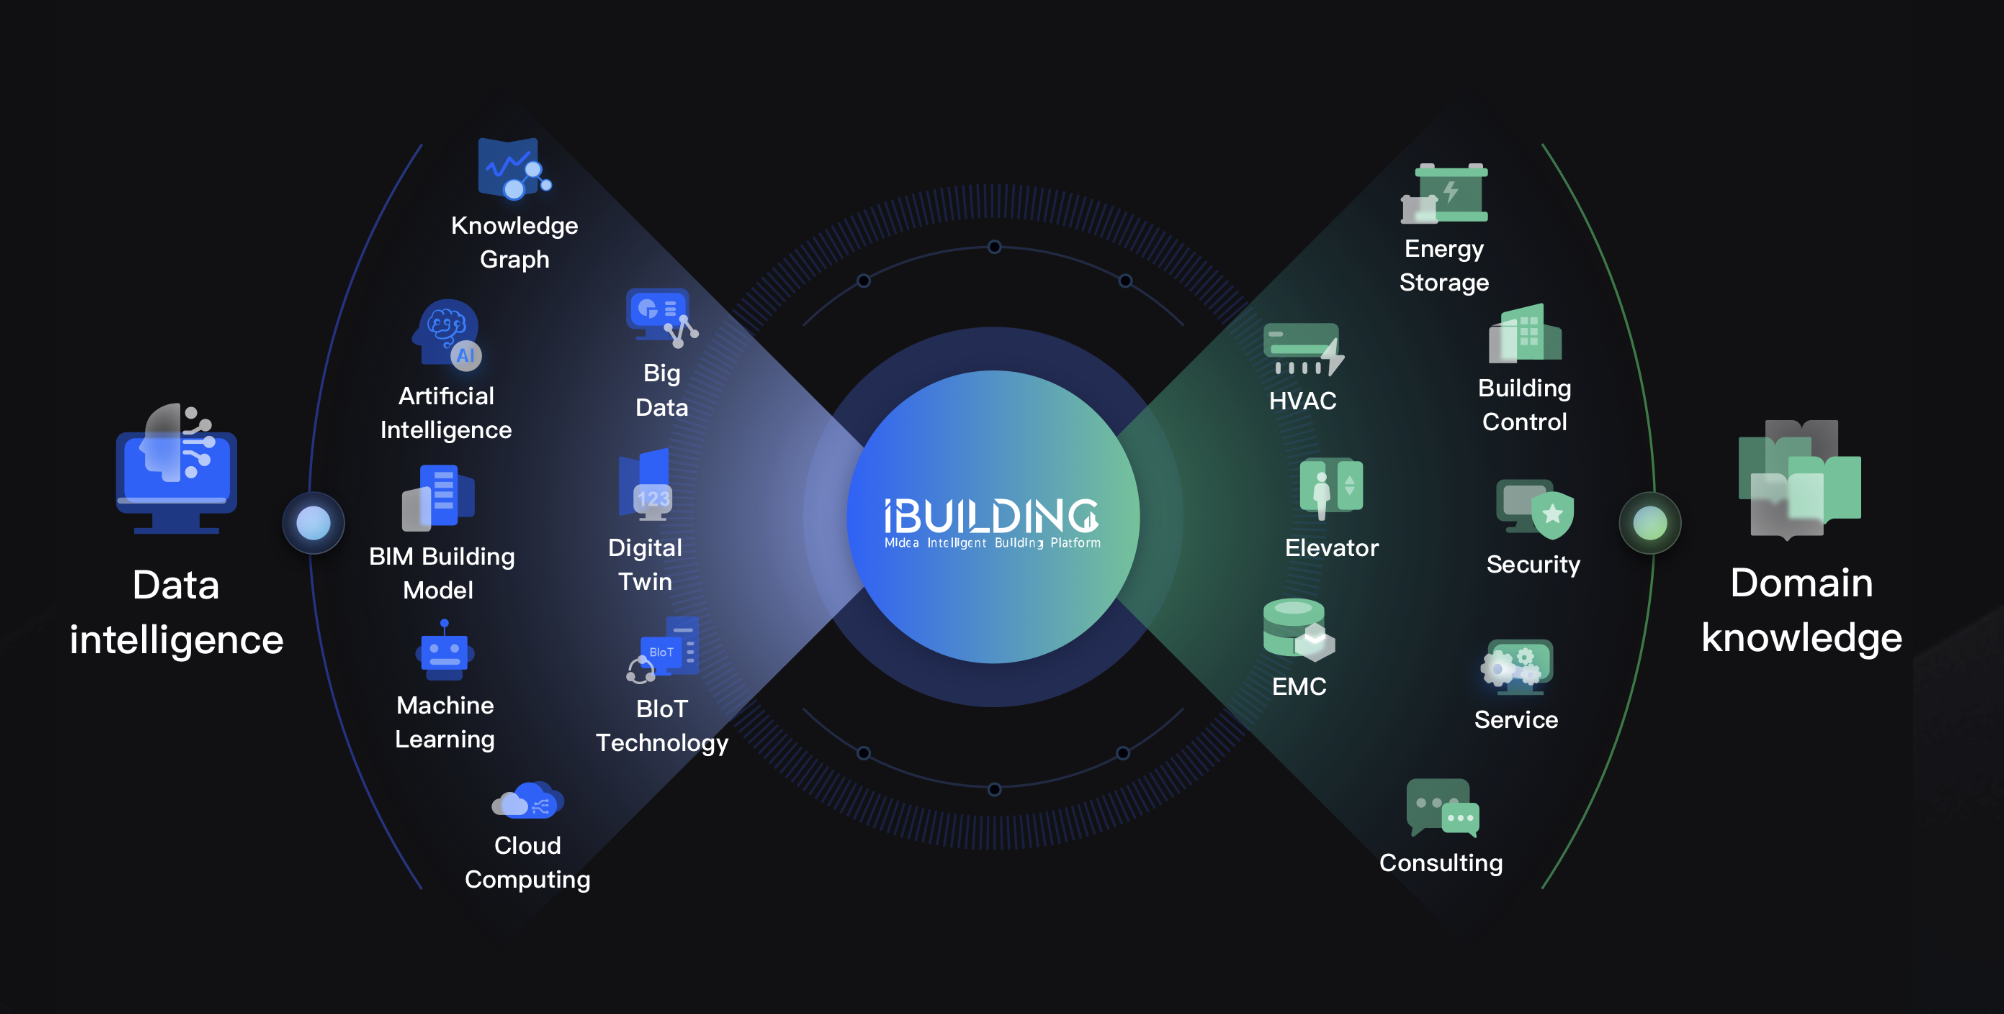 Data
intelligence
Knowledge
Graph
Artificial
Intelligence
AI
BIM Building
Model
Machine
Learning
Cloud
Computing
Big
Data
123
Digital
Twin
BIoT
BIoT
Technology
iBUILDING
Midea Intelligent Building Platform
HVAC
Elevator
EMC
Energy
Storage
Building
Control
Security
Service
Consulting
Domain
knowledge